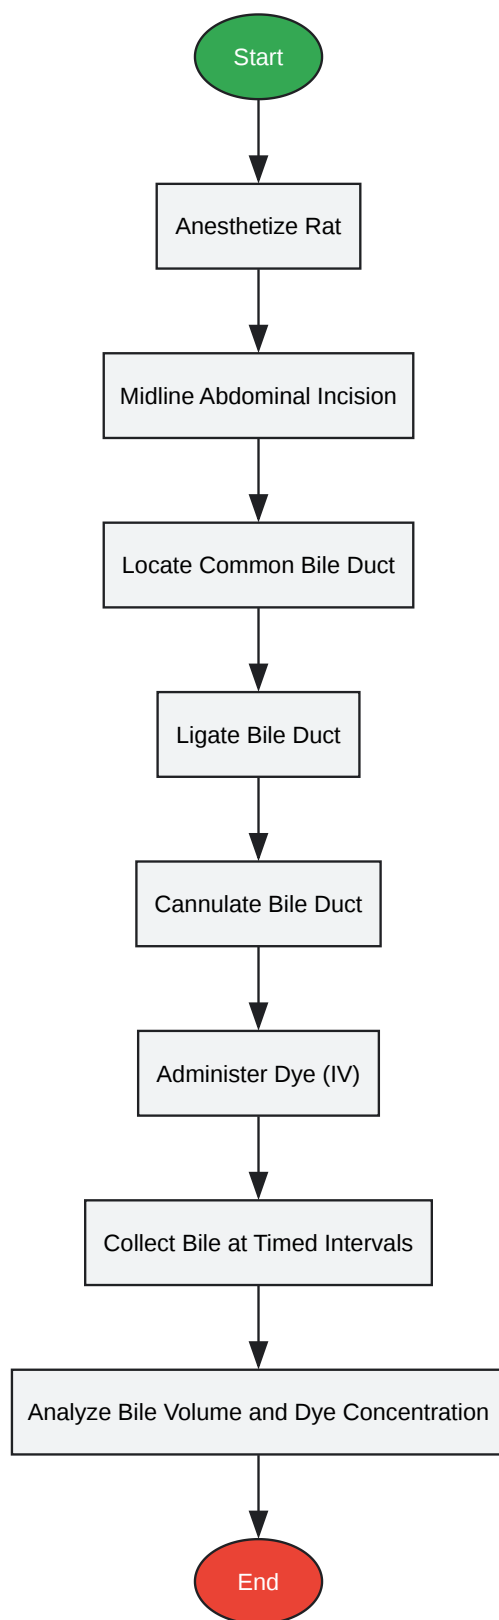 Start
Anesthetize Rat
Midline Abdominal Incision
Locate Common Bile Duct
Ligate Bile Duct
Cannulate Bile Duct
Administer Dye (IV)
Collect Bile at Timed Intervals
Analyze Bile Volume and Dye Concentration
End